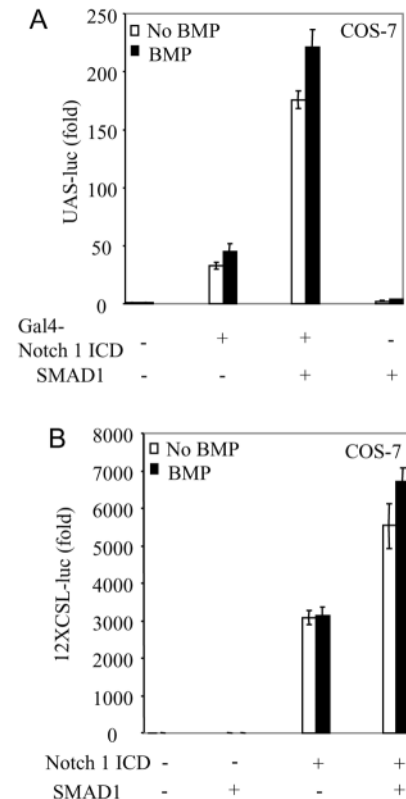 A
No BMP
BMP
COS-7
UAS-luc (fold)
250
200
150
100
50
0
Gal4-
Notch 1 ICD - + + -
SMAD1 - - + +
B
No BMP
BMP
COS-7
12XCSL-luc (fold)
8000
7000
6000
5000
4000
3000
2000
1000
0
Notch 1 ICD - - + +
SMAD1 - + - +